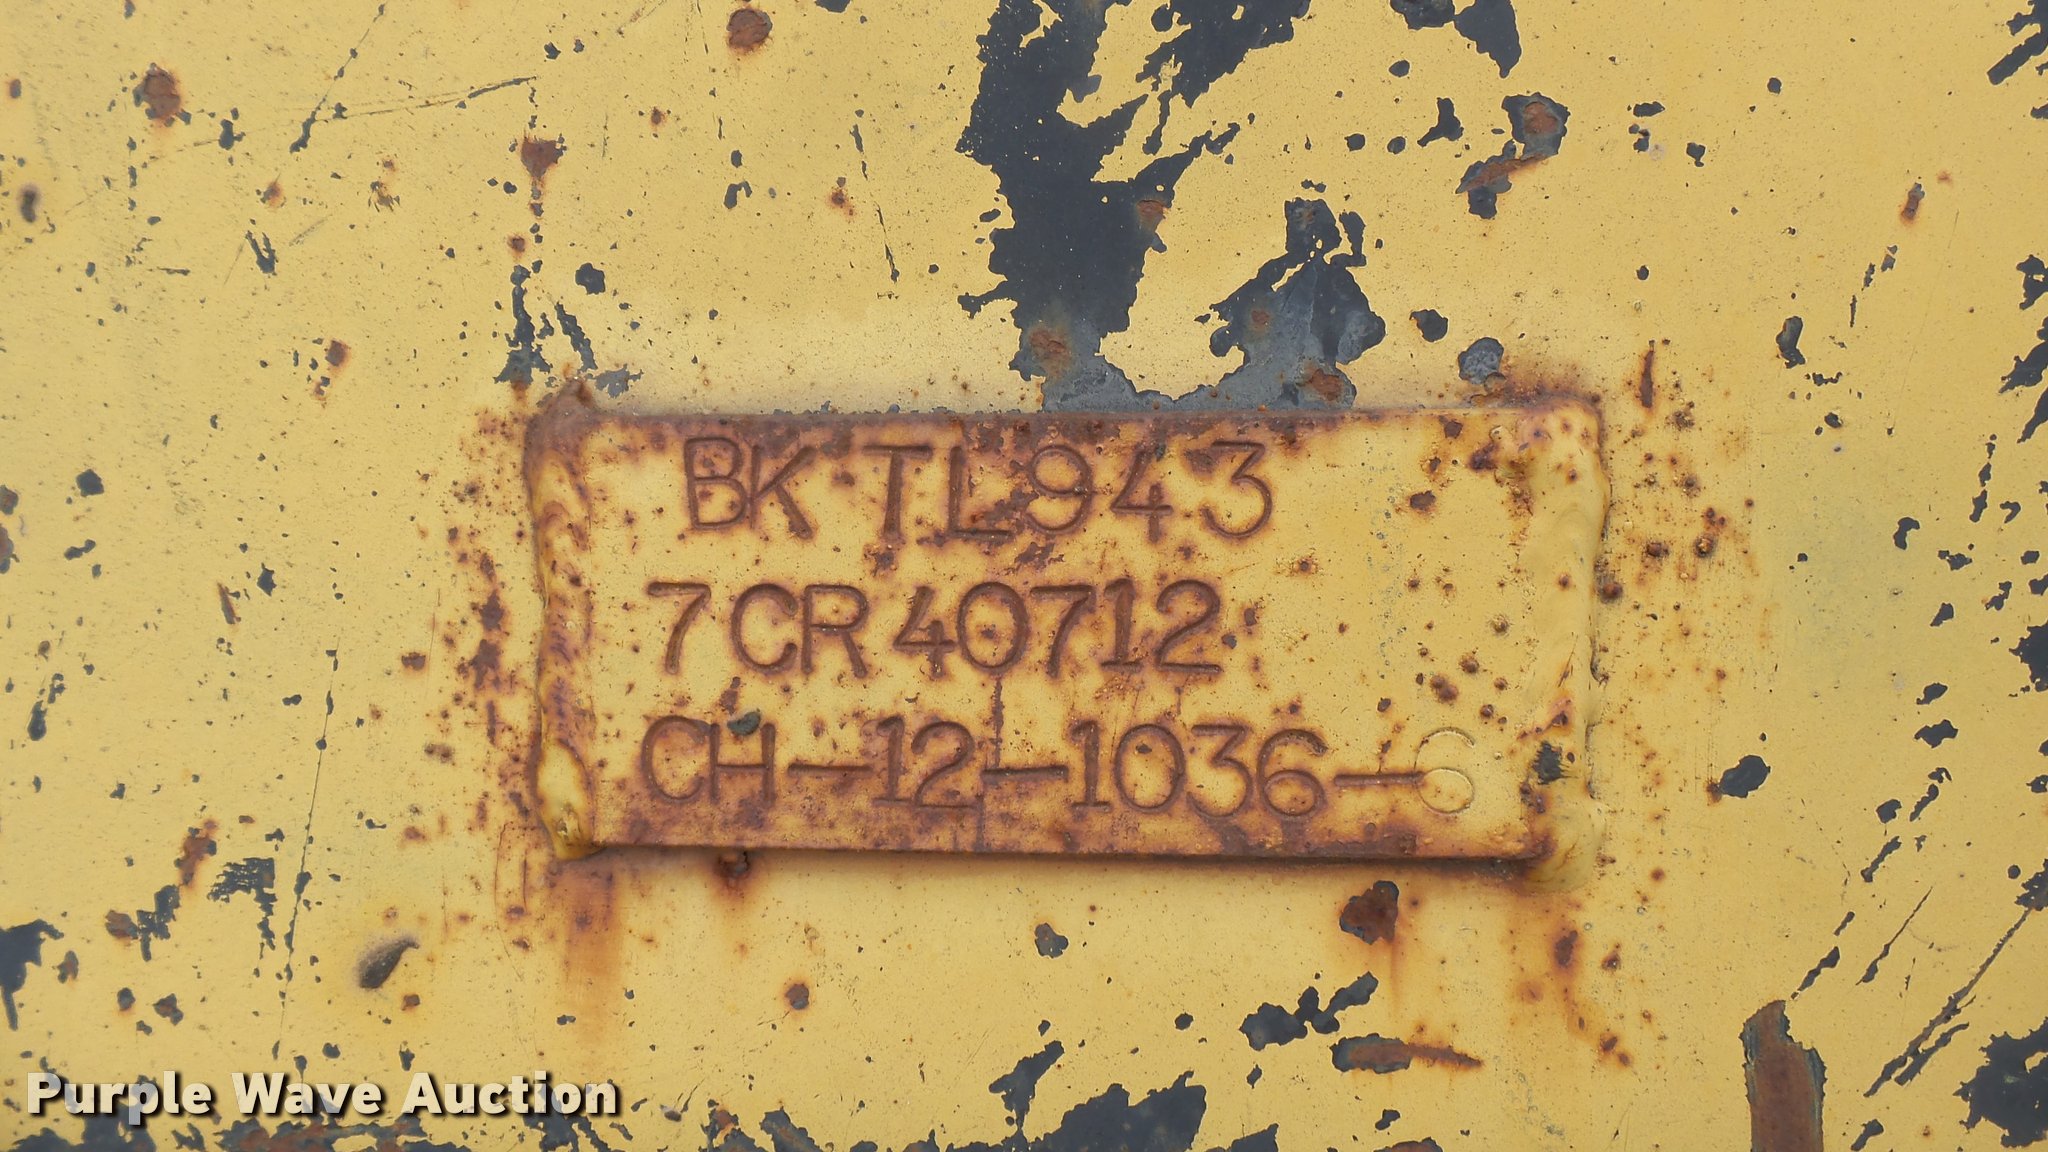 BK TL943
7CR40712
CH-12-1036-6
Purple Wave Auction